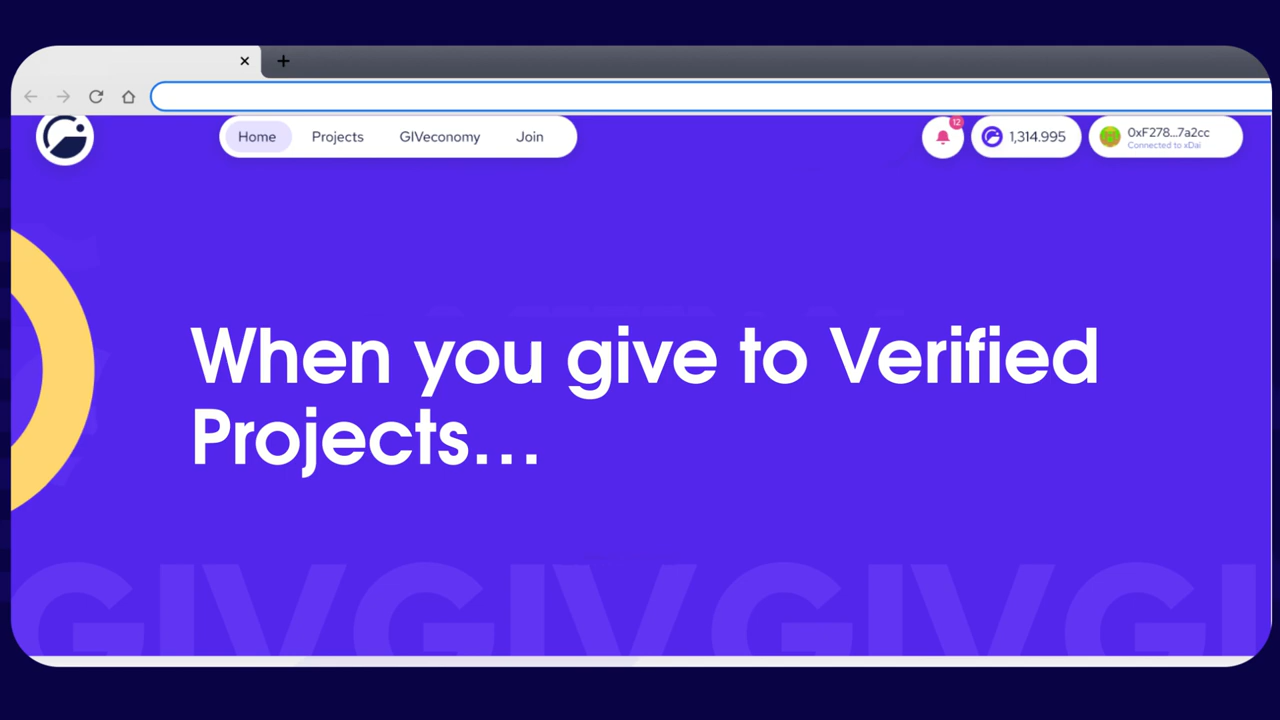 Home Projects GIVeconomy Join
12
1,314.995
0xF278...7a2cc
Connected to xDai
When you give to Verified
Projects...
GIVGIVGIVGI